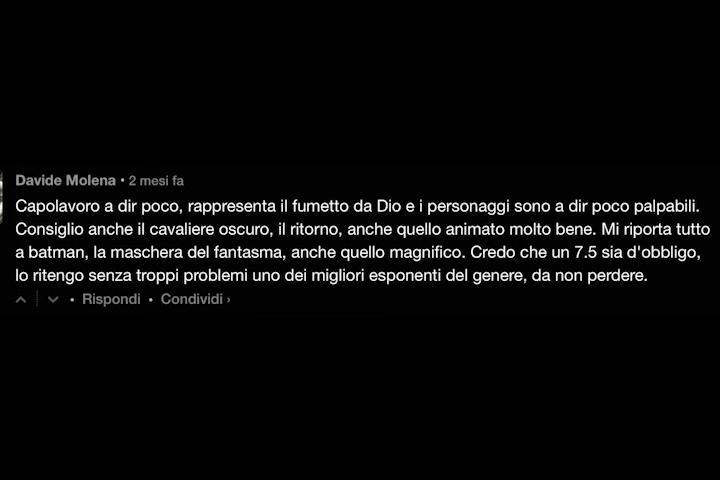 Davide Molena • 2 mesi fa
Capolavoro a dir poco, rappresenta il fumetto da Dio e i personaggi sono a dir poco palpabili.
Consiglio anche il cavaliere oscuro, il ritorno, anche quello animato molto bene. Mi riporta tutto
a batman, la maschera del fantasma, anche quello magnifico. Credo che un 7.5 sia d'obbligo,
lo ritengo senza troppi problemi uno dei migliori esponenti del genere, da non perdere.
• Rispondi • Condividi ›